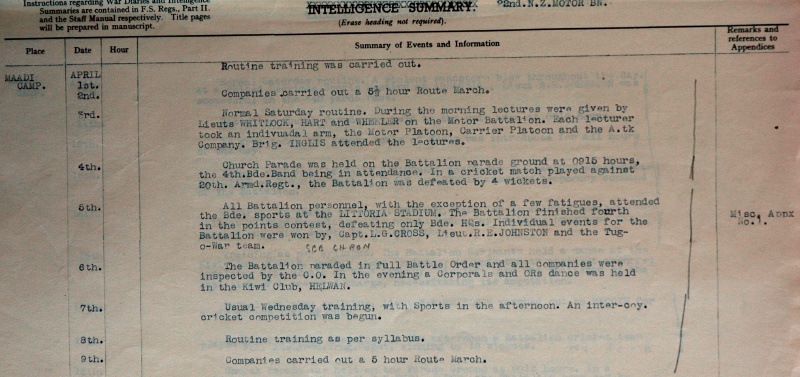 Instructions regarding War Diaries and Intelligence
Summaries are contained in F.S. Regs., Part II.
and the Staff Manual respectively. Title pages
will be prepared in manuscript.
INTELLIGENCE SUMMARY.
(Erase heading not required).
2nd.N.Z.MOTOR BN.
Place
Date
Hour
Summary of Events and Information
Remarks and
references to
Appendices
MAADI
CAMP.
APRIL
1st. Routine training was carried out.
2nd. Companies carried out a 5½ hour Route March.
3rd. Normal Saturday routine. During the morning lectures were given by
Lieuts WHITLOCK, HART and WHEELER on the Motor Battalion. Each lecturer
took an indivuadal arm, the Motor Platoon, Carrier Platoon and the A.tk
Company. Brig. INGLIS attended the lectures.
4th. Church Parade was held on the Battalion parade ground at 0915 hours,
the 4th.Bde.Band being in attendance. In a cricket match played against
20th. Armd.Regt., the Battalion was defeated by 4 wickets.
5th. All Battalion personnel, with the exception of a few fatigues, attended
the Bde. sports at the LITTORIA STADIUM. The Battalion finished fourth
in the points contest, defeating only Bde. HQs. Individual events for the
Battalion were won by, Capt.L.G.CROSS, Lieut.R.E.JOHNSTON and the Tug-
o-War team.
Misc. Appx
No.1.
6th. The Battalion paraded in full Battle Order and all companies were
inspected by the C.O. In the evening a Corporals and ORs dance was held
in the Kiwi Club, HELWAN.
7th. Usual Wednesday training, with Sports in the afternoon. An inter-coy.
cricket competition was begun.
8th. Routine training as per syllabus.
9th. Companies carried out a 5 hour Route March.